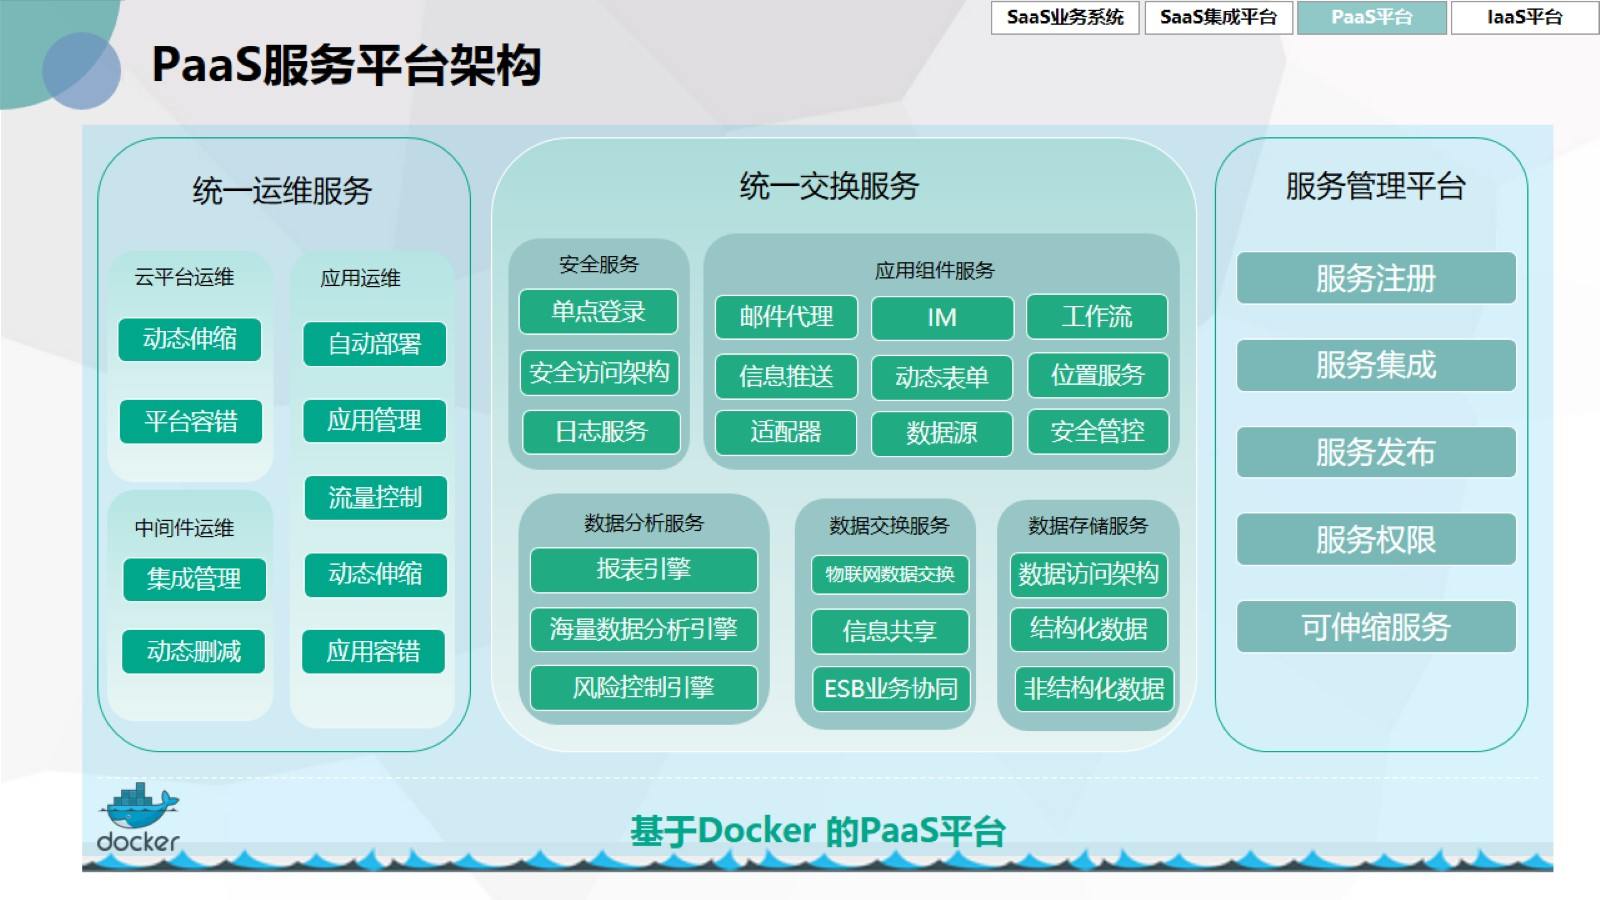 SaaS业务系统
SaaS集成平台
PaaS平台
IaaS平台
PaaS服务平台架构
统一运维服务
云平台运维
动态伸缩
平台容错
中间件运维
集成管理
动态删减
应用运维
自动部署
应用管理
流量控制
动态伸缩
应用容错
统一交换服务
安全服务
单点登录
安全访问架构
日志服务
应用组件服务
邮件代理
IM
工作流
信息推送
动态表单
位置服务
适配器
数据源
安全管控
数据分析服务
报表引擎
海量数据分析引擎
风险控制引擎
数据交换服务
物联网数据交换
信息共享
ESB业务协同
数据存储服务
数据访问架构
结构化数据
非结构化数据
服务管理平台
服务注册
服务集成
服务发布
服务权限
可伸缩服务
docker
基于Docker 的PaaS平台